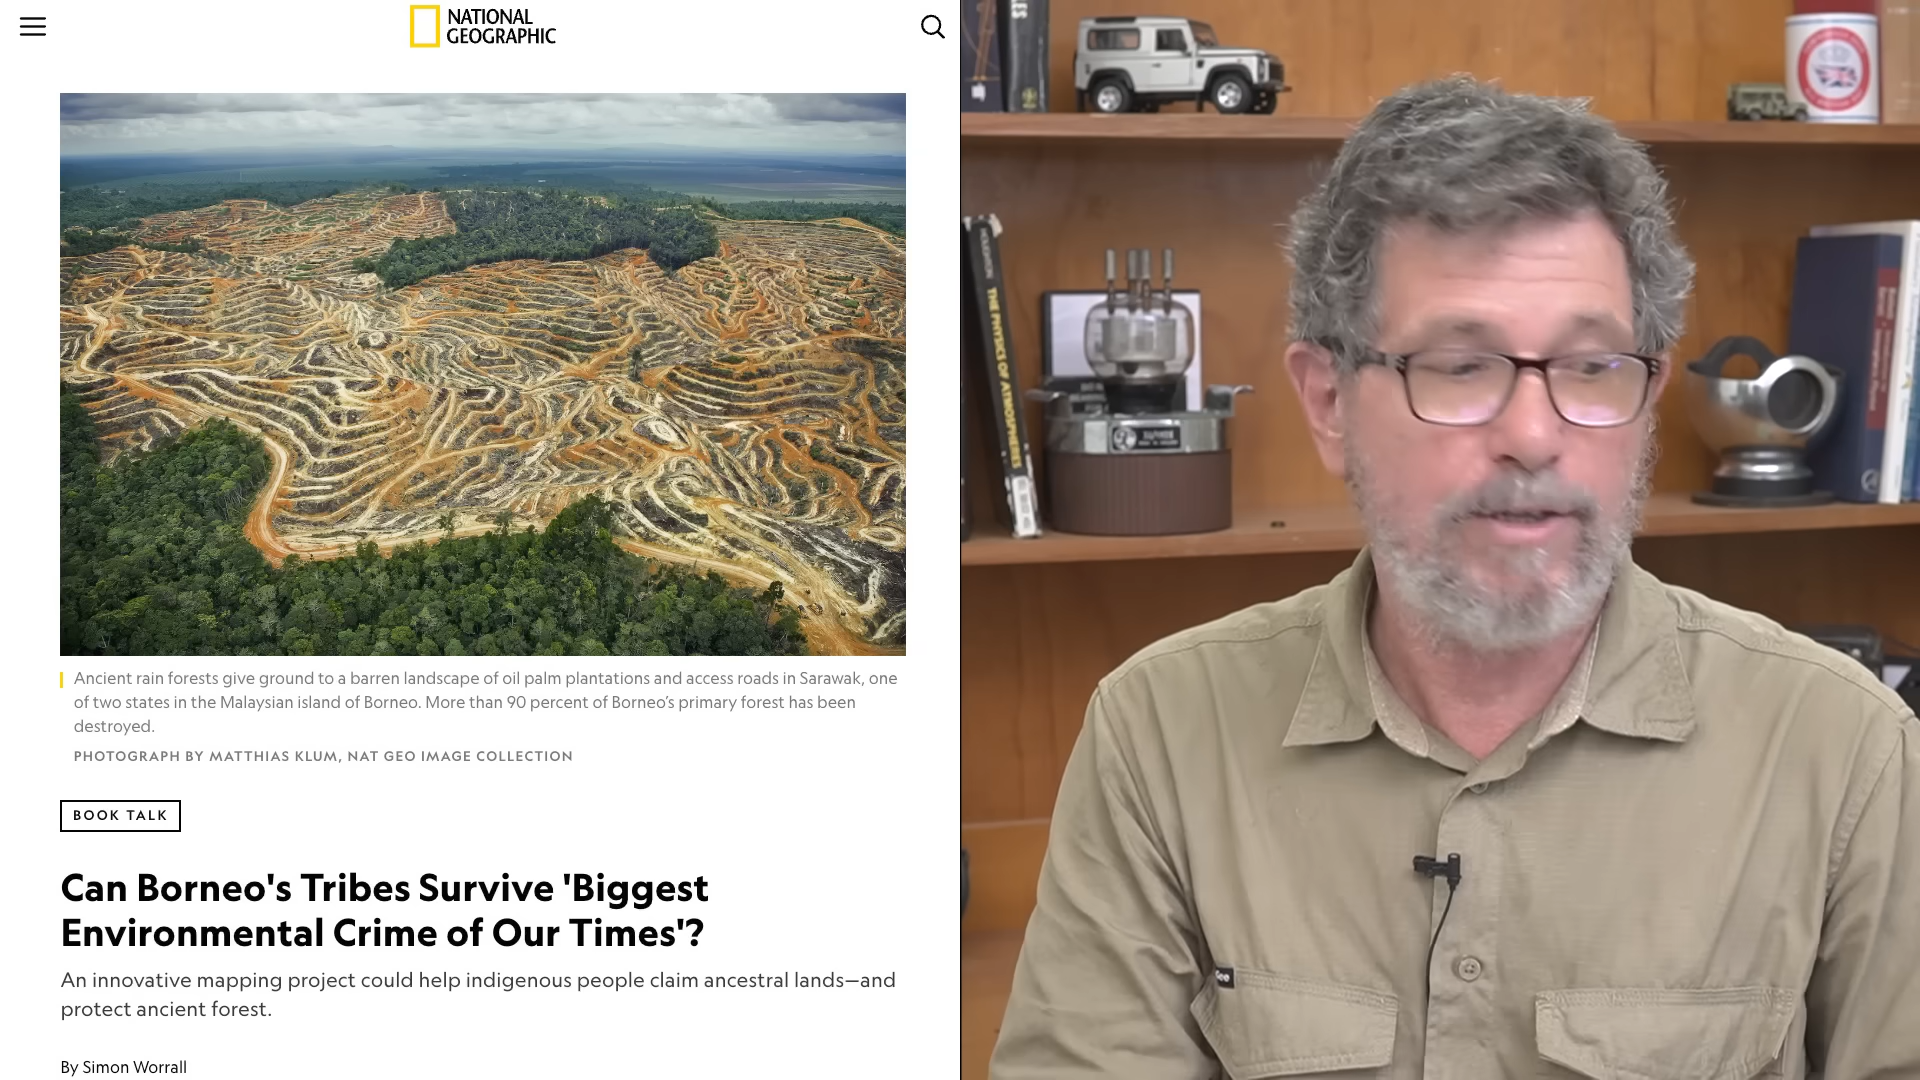 NATIONAL
GEOGRAPHIC
Ancient rain forests give ground to a barren landscape of oil palm plantations and access roads in Sarawak, one
of two states in the Malaysian island of Borneo. More than 90 percent of Borneo's primary forest has been
destroyed.
PHOTOGRAPH BY MATTHIAS KLUM, NAT GEO IMAGE COLLECTION
BOOK TALK
Can Borneo's Tribes Survive 'Biggest
Environmental Crime of Our Times'?
An innovative mapping project could help indigenous people claim ancestral lands—and
protect ancient forest.
By Simon Worrall
HOUGHTON THE PHYSICS OF ATMOSPHERES